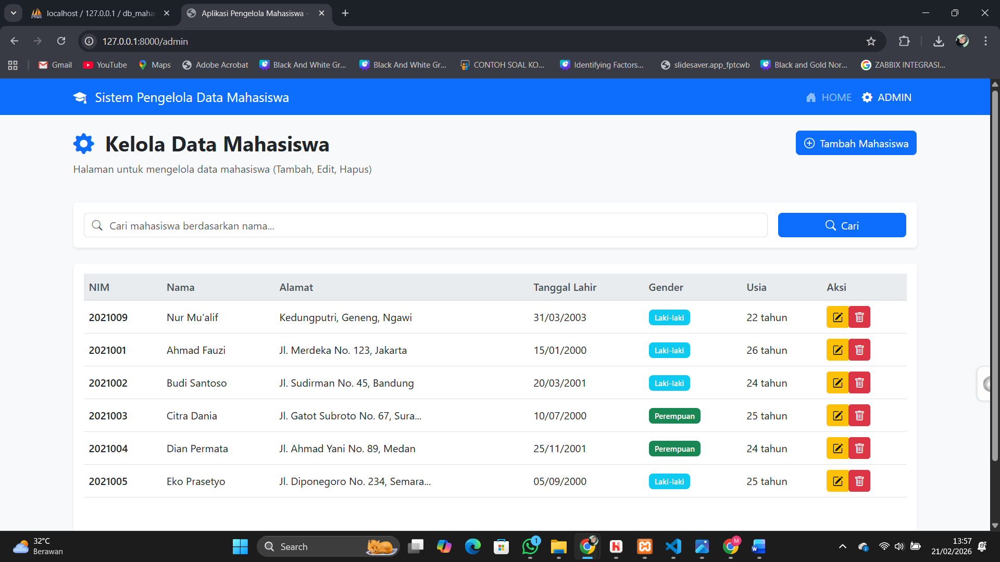 localhost / 127.0.0.1 / db_maha
Aplikasi Pengelola Mahasiswa -
127.0.0.1:8000/admin
Gmail
YouTube
Maps
Adobe Acrobat
Black And White Gr...
Black And White Gr...
CONTOH SOAL KO...
Identifying Factors...
slidesaver.app_fptcwb
Black and Gold Nor...
ZABBIX INTEGRASI...
Sistem Pengelola Data Mahasiswa
HOME
ADMIN
Kelola Data Mahasiswa
Tambah Mahasiswa
Halaman untuk mengelola data mahasiswa (Tambah, Edit, Hapus)
Cari mahasiswa berdasarkan nama...
Cari
NIM Nama Alamat Tanggal Lahir Gender Usia Aksi
2021009 Nur Mu'alif Kedungputri, Geneng, Ngawi 31/03/2003 Laki-laki 22 tahun
2021001 Ahmad Fauzi Jl. Merdeka No. 123, Jakarta 15/01/2000 Laki-laki 26 tahun
2021002 Budi Santoso Jl. Sudirman No. 45, Bandung 20/03/2001 Laki-laki 24 tahun
2021003 Citra Dania Jl. Gatot Subroto No. 67, Sura... 10/07/2000 Perempuan 25 tahun
2021004 Dian Permata Jl. Ahmad Yani No. 89, Medan 25/11/2001 Perempuan 24 tahun
2021005 Eko Prasetyo Jl. Diponegoro No. 234, Semara... 05/09/2000 Laki-laki 25 tahun
32°C
Berawan
Search
1
M
13:57
21/02/2026